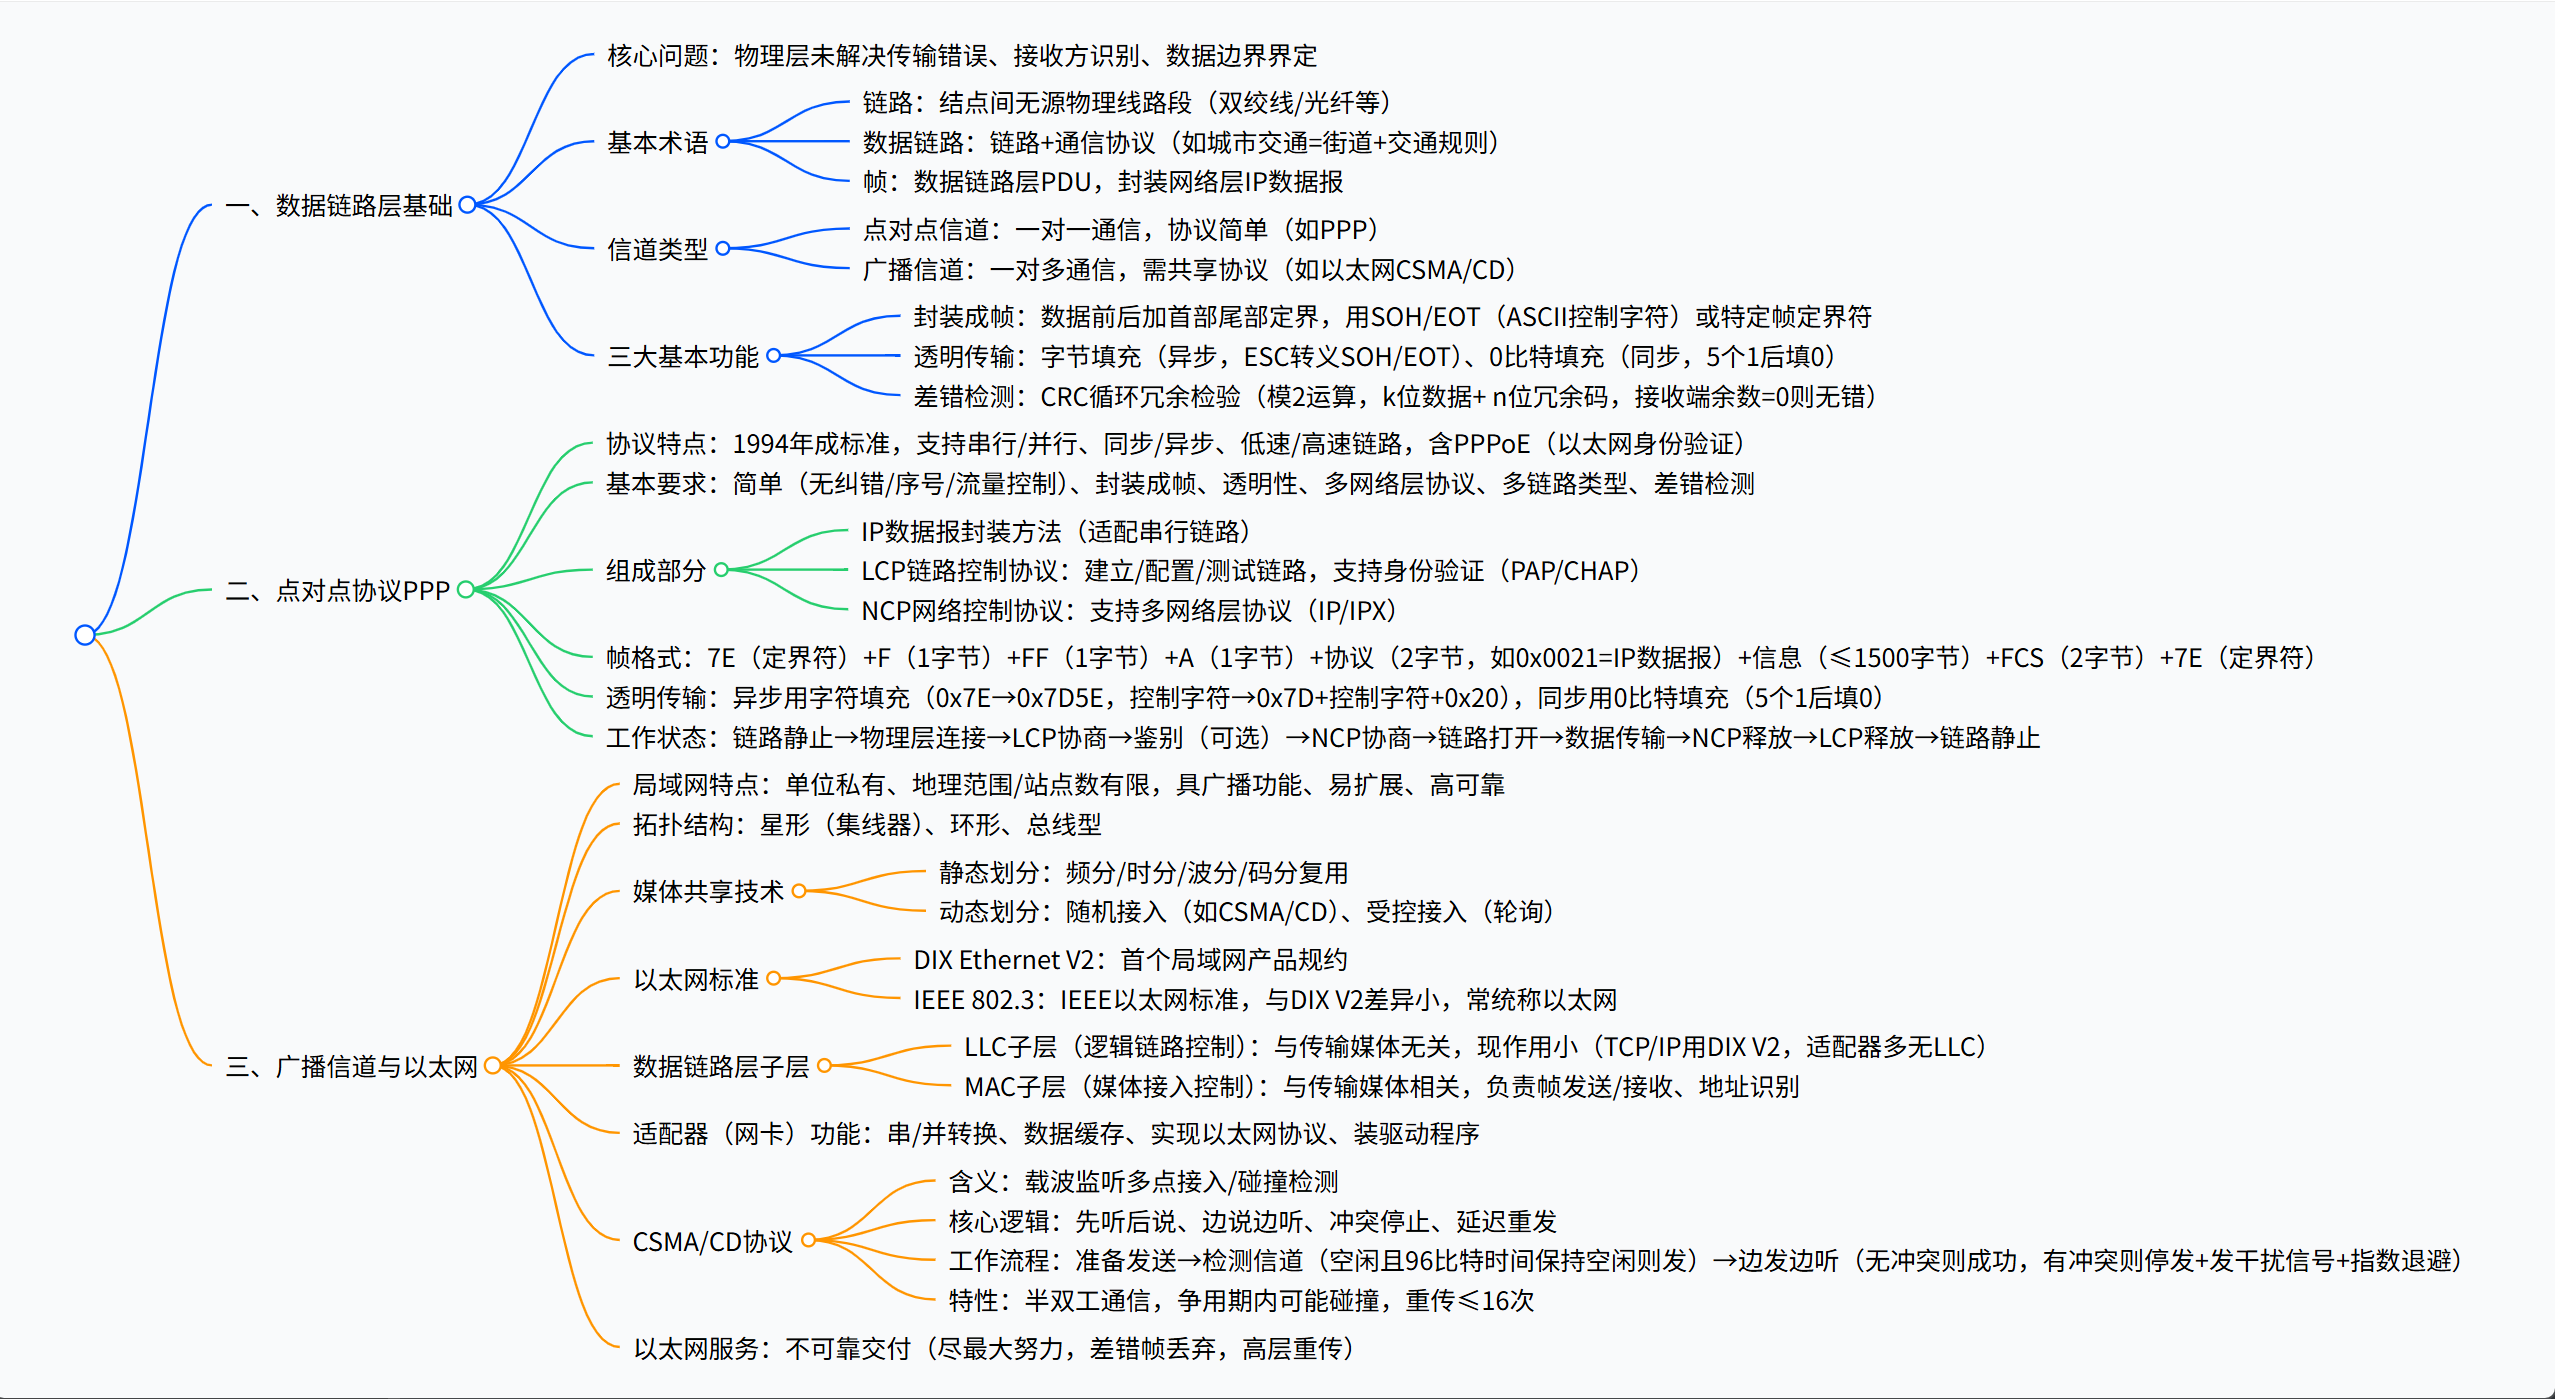 核心问题：物理层未解决传输错误、接收方识别、数据边界界定
链路：结点间无源物理线路段（双绞线/光纤等）
基本术语
数据链路：链路+通信协议（如城市交通=街道+交通规则）
帧：数据链路层PDU，封装网络层IP数据报
一、数据链路层基础
点对点信道：一对一通信，协议简单（如PPP）
信道类型
广播信道：一对多通信，需共享协议（如以太网CSMA/CD）
封装成帧：数据前后加首部尾部定界，用SOH/EOT（ASCII控制字符）或特定帧定界符
三大基本功能
透明传输：字节填充（异步，ESC转义SOH/EOT）、0比特填充（同步，5个1后填0）
差错检测：CRC循环冗余检验（模2运算，k位数据+ n位冗余码，接收端余数=0则无错）
协议特点：1994年成标准，支持串行/并行、同步/异步、低速/高速链路，含PPPoE（以太网身份验证）
基本要求：简单（无纠错/序号/流量控制）、封装成帧、透明性、多网络层协议、多链路类型、差错检测
IP数据报封装方法（适配串行链路）
组成部分
LCP链路控制协议：建立/配置/测试链路，支持身份验证（PAP/CHAP）
二、点对点协议PPP
NCP网络控制协议：支持多网络层协议（IP/IPX）
帧格式：7E（定界符）+F（1字节）+FF（1字节）+A（1字节）+协议（2字节，如0x0021=IP数据报）+信息（≤1500字节）+FCS（2字节）+7E（定界符）
透明传输：异步用字符填充（0x7E→0x7D5E，控制字符→0x7D+控制字符+0x20），同步用0比特填充（5个1后填0）
工作状态：链路静止→物理层连接→LCP协商→鉴别（可选）→NCP协商→链路打开→数据传输→NCP释放→LCP释放→链路静止
局域网特点：单位私有、地理范围/站点数有限，具广播功能、易扩展、高可靠
拓扑结构：星形（集线器）、环形、总线型
静态划分：频分/时分/波分/码分复用
媒体共享技术
动态划分：随机接入（如CSMA/CD）、受控接入（轮询）
DIX Ethernet V2：首个局域网产品规约
以太网标准
IEEE 802.3：IEEE以太网标准，与DIX V2差异小，常统称以太网
LLC子层（逻辑链路控制）：与传输媒体无关，现作用小（TCP/IP用DIX V2，适配器多无LLC）
三、广播信道与以太网
数据链路层子层
MAC子层（媒体接入控制）：与传输媒体相关，负责帧发送/接收、地址识别
适配器（网卡）功能：串/并转换、数据缓存、实现以太网协议、装驱动程序
含义：载波监听多点接入/碰撞检测
核心逻辑：先听后说、边说边听、冲突停止、延迟重发
CSMA/CD协议
工作流程：准备发送→检测信道（空闲且96比特时间保持空闲则发）→边发边听（无冲突则成功，有冲突则停发+发干扰信号+指数退避）
特性：半双工通信，争用期内可能碰撞，重传≤16次
以太网服务：不可靠交付（尽最大努力，差错帧丢弃，高层重传）